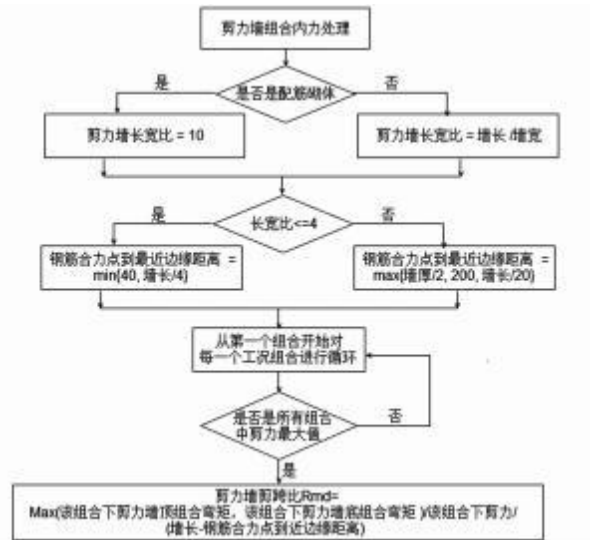 剪力墙组合内力处理
是
是否是配筋砌体
否
剪力墙长宽比 = 10
剪力墙长宽比 = 墙长 /墙宽
是
长宽比<=4
否
钢筋合力点到最近边缘距离 =
min(40, 墙长/4)
钢筋合力点到最近边缘距离 =
max(墙厚/2, 200, 墙长/20)
从第一个组合开始对
每一个工况组合进行循环
是否是所有组合
中剪力最大值
否
是
剪力墙剪跨比Rmd=
Max(该组合下剪力墙顶组合弯矩，该组合下剪力墙底组合弯矩 )/该组合下剪力/
(墙长-钢筋合力点到近边缘距离)